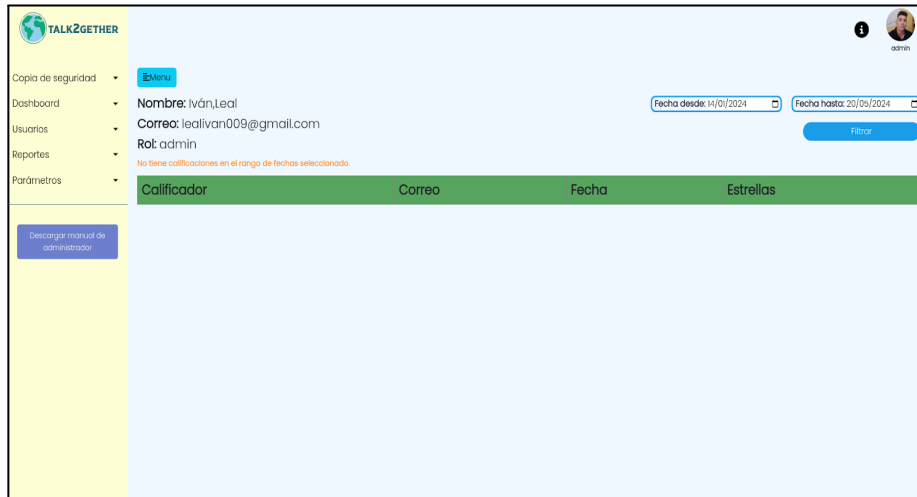 TALK2GETHER
admin
Copia de seguridad
Dashboard
Usuarios
Reportes
Parámetros
Descargar manual de
administrador
Menu
Nombre: Iván,Leal
Correo: lealivan009@gmail.com
Rol: admin
No tiene calificaciones en el rango de fechas seleccionado.
Fecha desde: 14/01/2024
Fecha hasta: 20/05/2024
Filtrar
Calificador Correo Fecha Estrellas